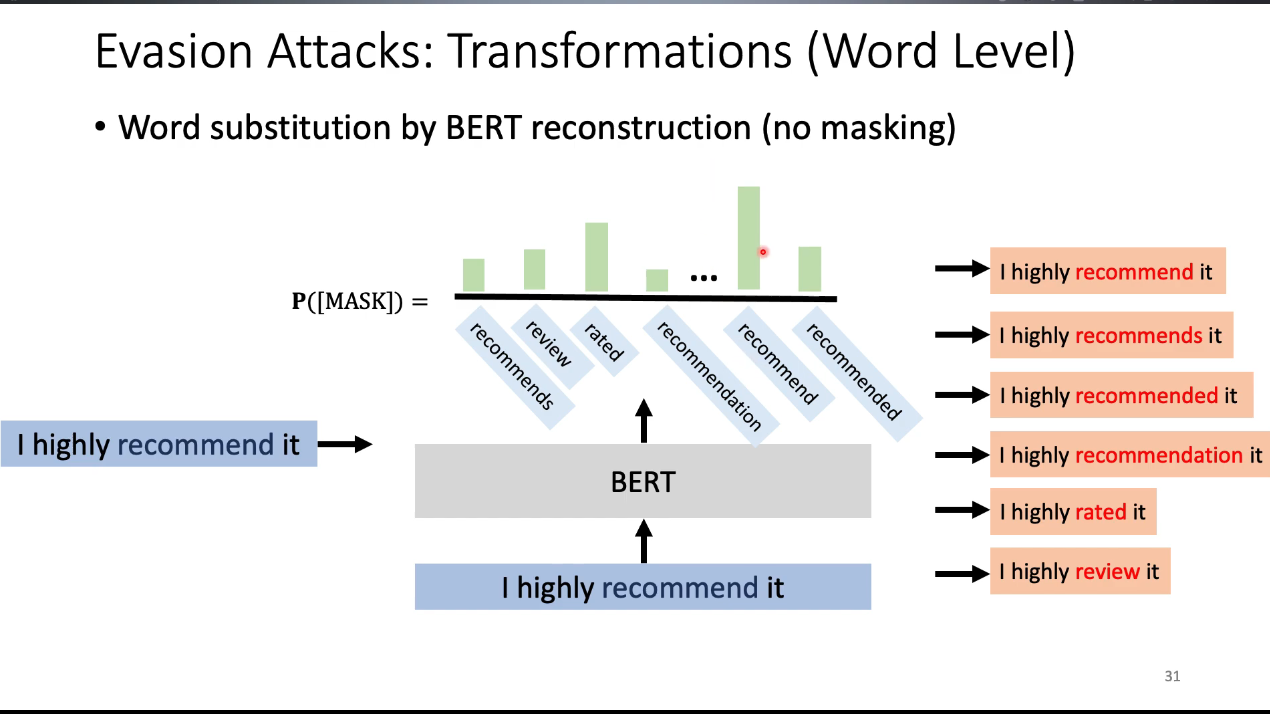 Evasion Attacks: Transformations (Word Level)
• Word substitution by BERT reconstruction (no masking)
P([MASK]) =
...
recommends
review
rated
recommendation
recommend
recommended
I highly recommend it
BERT
I highly recommend it
I highly recommend it
I highly recommends it
I highly recommended it
I highly recommendation it
I highly rated it
I highly review it
31